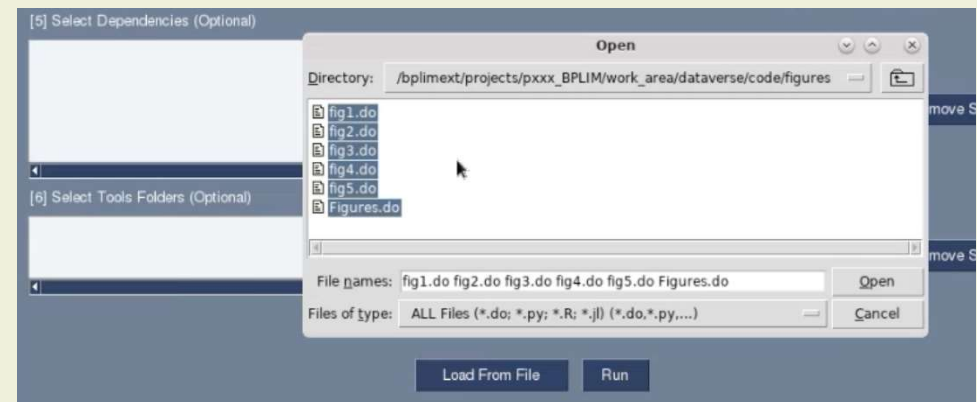 [5] Select Dependencies (Optional)
Open
Directory: /bplimext/projects/pxxx_BPLIM/work_area/dataverse/code/figures
fig1.do
move S
fig2.do
fig3.do
fig4.do
fig5.do
[6] Select Tools Folders (Optional)
Figures.do
move S
File names: fig1.do fig2.do fig3.do fig4.do fig5.do Figures.do Open
Files of type: ALL Files (*.do; *.py; *.R; *.jl) (*.do,*.py,...) Cancel
Load From File Run